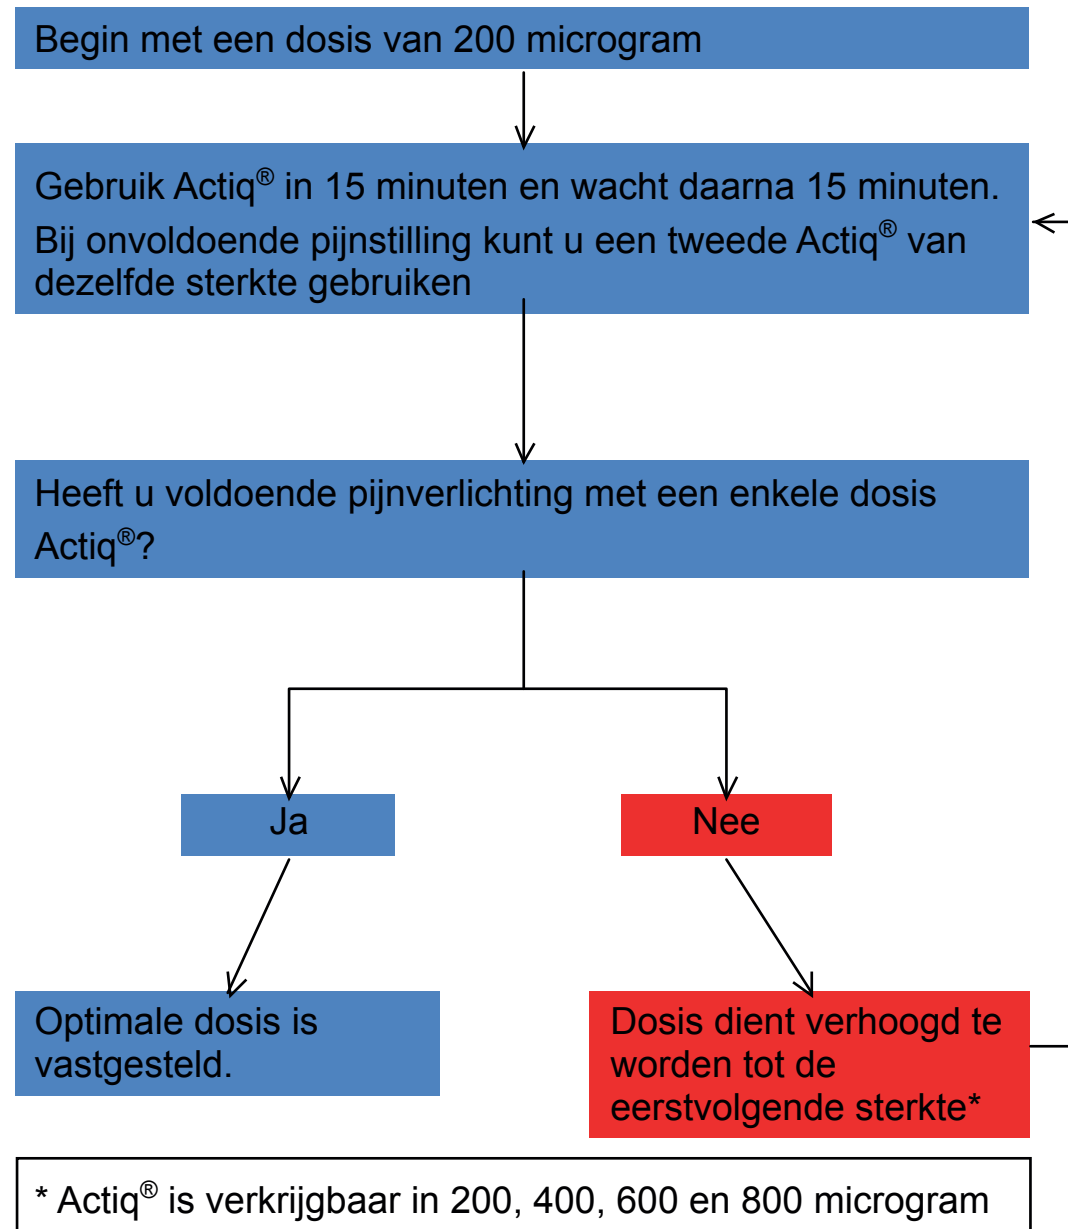 Begin met een dosis van 200 microgram
Gebruik Actiq® in 15 minuten en wacht daarna 15 minuten.
Bij onvoldoende pijnstilling kunt u een tweede Actiq® van
dezelfde sterkte gebruiken
Heeft u voldoende pijnverlichting met een enkele dosis
Actiq®?
Ja
Nee
Optimale dosis is
vastgesteld.
Dosis dient verhoogd te
worden tot de
eerstvolgende sterkte*
* Actiq® is verkrijgbaar in 200, 400, 600 en 800 microgram